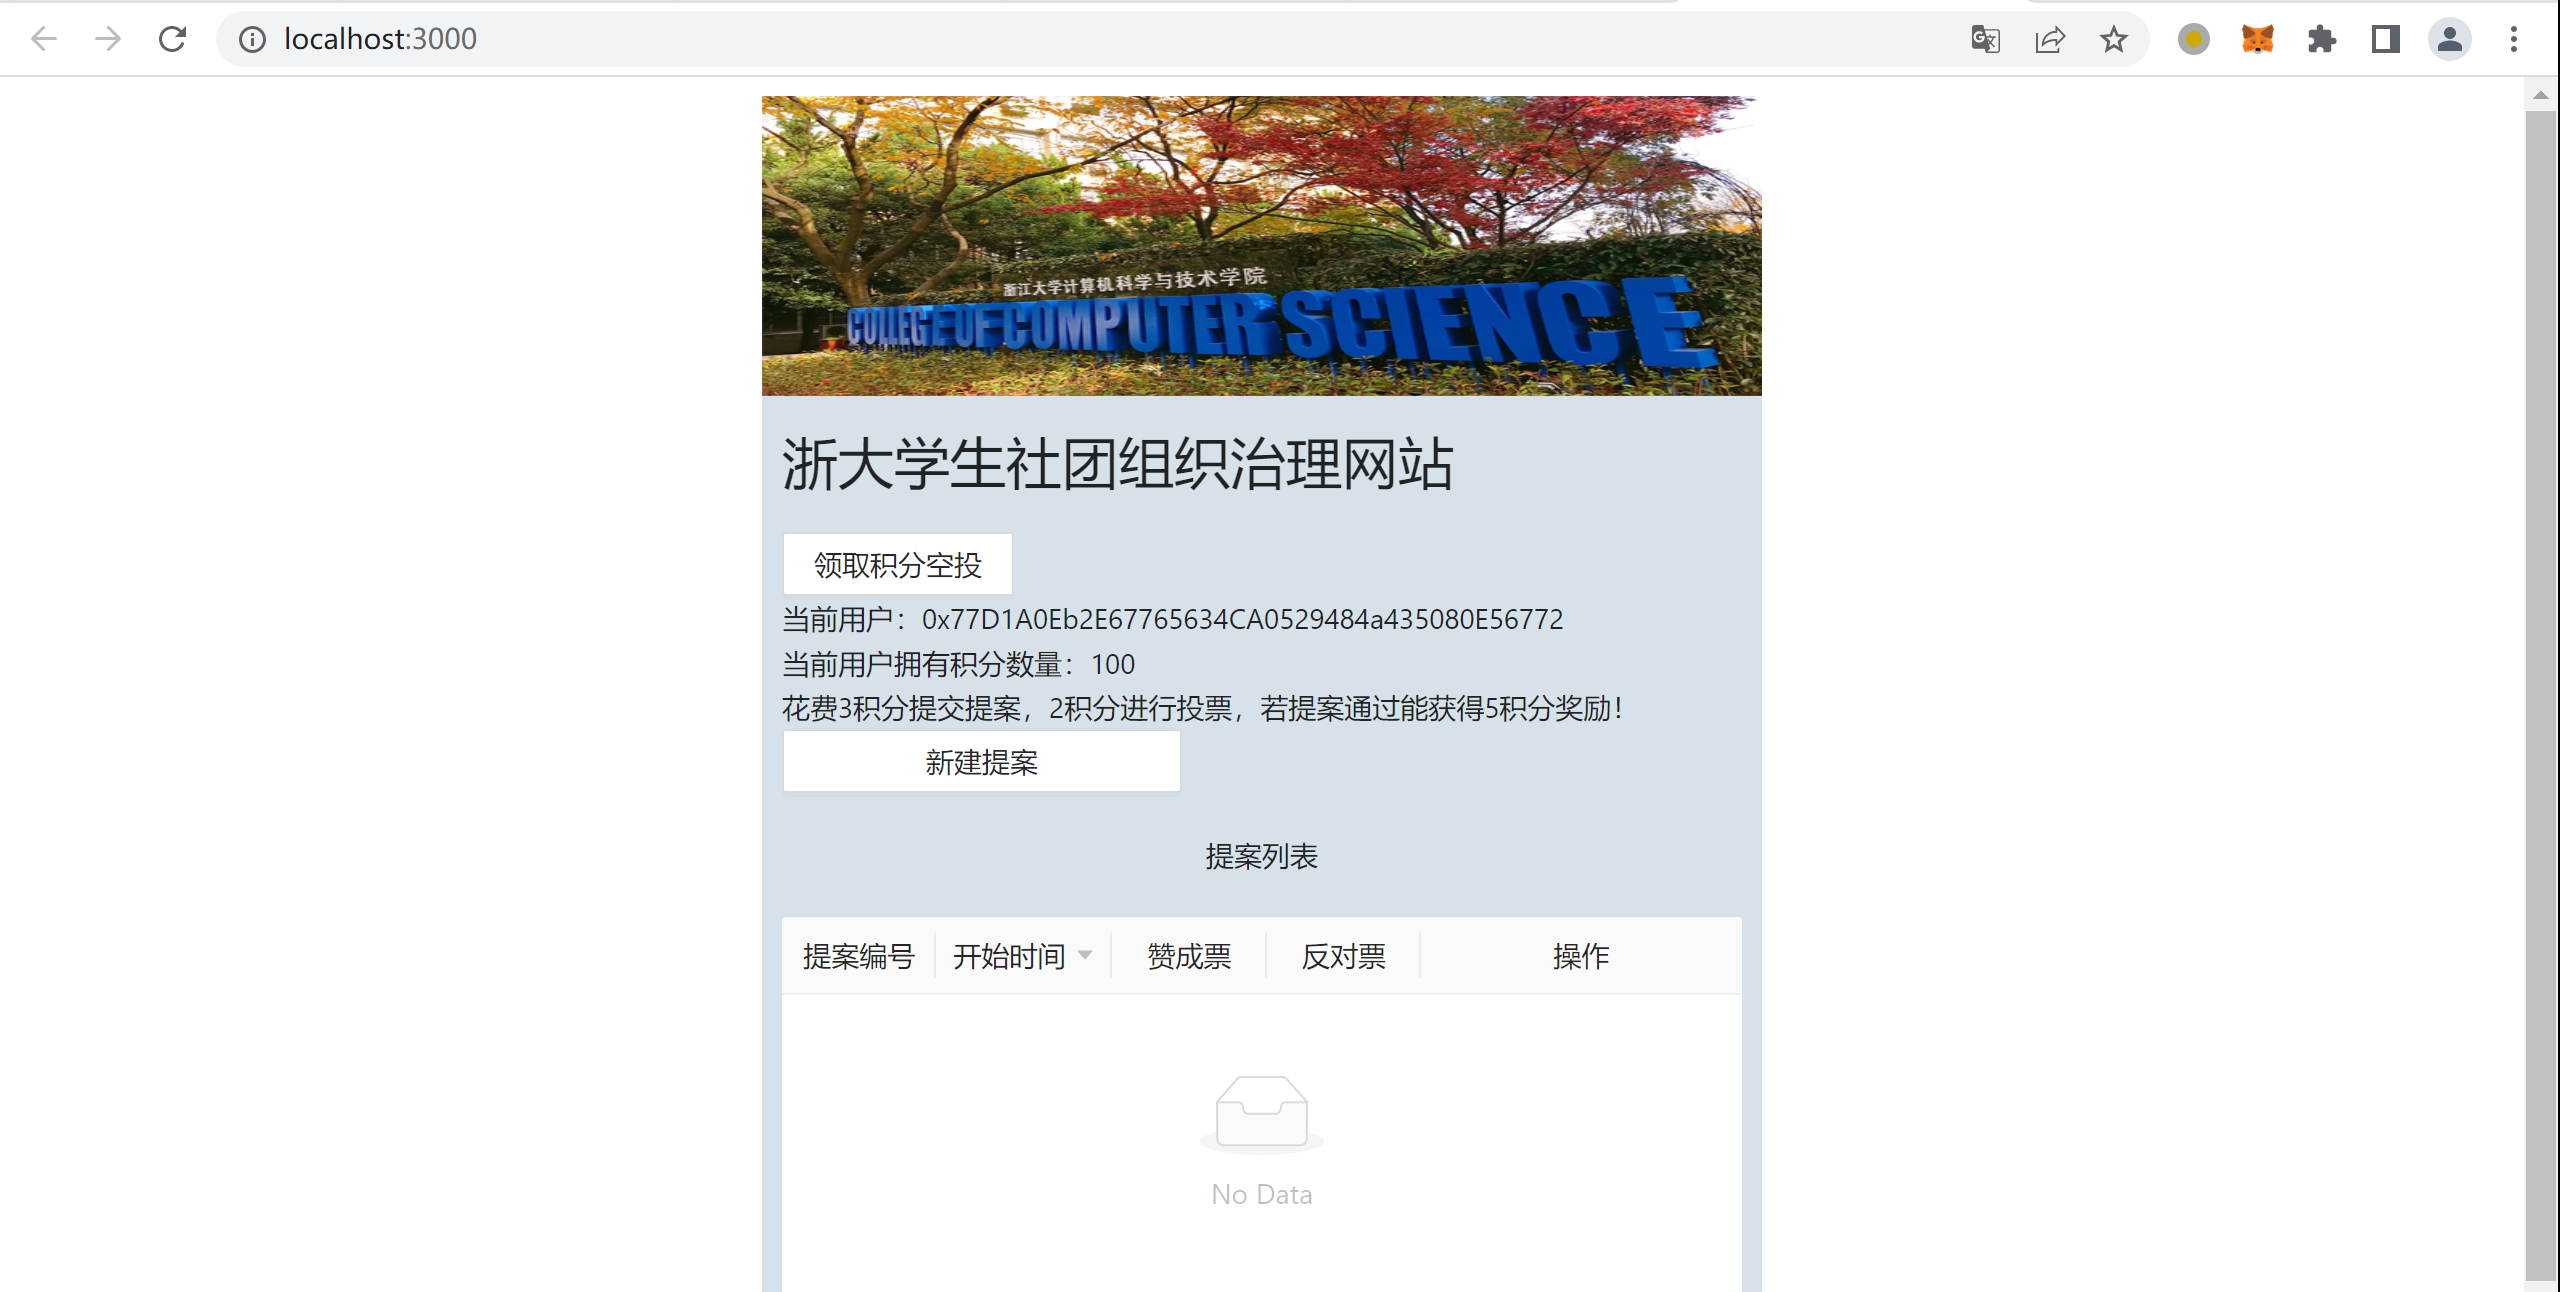 localhost:3000
浙江大学计算机科学与技术学院
COLLEGE OF COMPUTER SCIENCE
浙大学生社团组织治理网站
领取积分空投
当前用户：0x77D1A0Eb2E67765634CA0529484a435080E56772
当前用户拥有积分数量：100
花费3积分提交提案，2积分进行投票，若提案通过能获得5积分奖励！
新建提案
提案列表
提案编号 开始时间 赞成票 反对票 操作
No Data